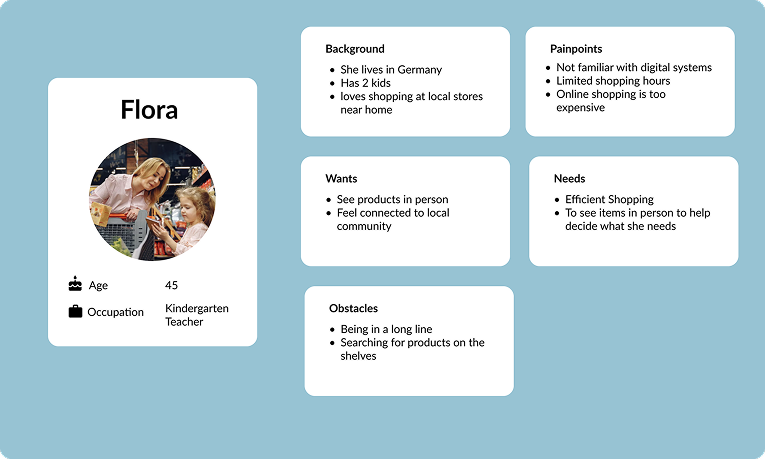 Flora
Age 45
Occupation Kindergarten
Teacher
Background
• She lives in Germany
• Has 2 kids
• loves shopping at local stores
near home
Painpoints
• Not familiar with digital systems
• Limited shopping hours
• Online shopping is too
expensive
Wants
• See products in person
• Feel connected to local
community
Needs
• Efficient Shopping
• To see items in person to help
decide what she needs
Obstacles
• Being in a long line
• Searching for products on the
shelves